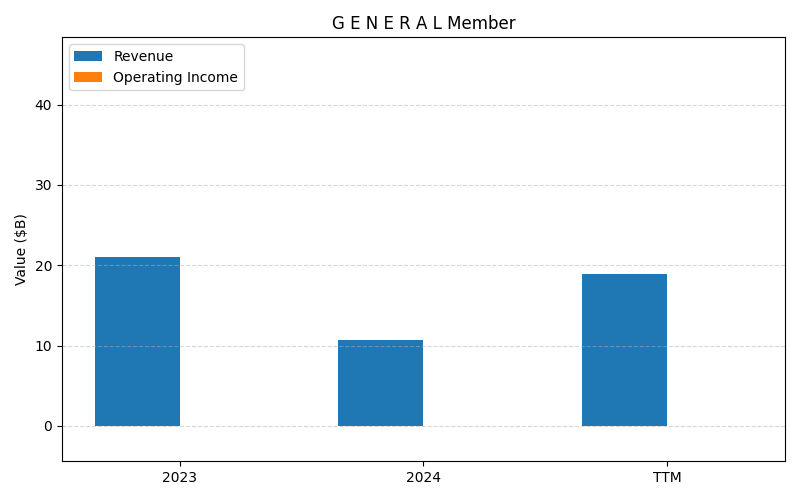 G E N E R A L Member
Revenue
Operating Income
Value ($B)
40
30
20
10
0
2023 2024 TTM